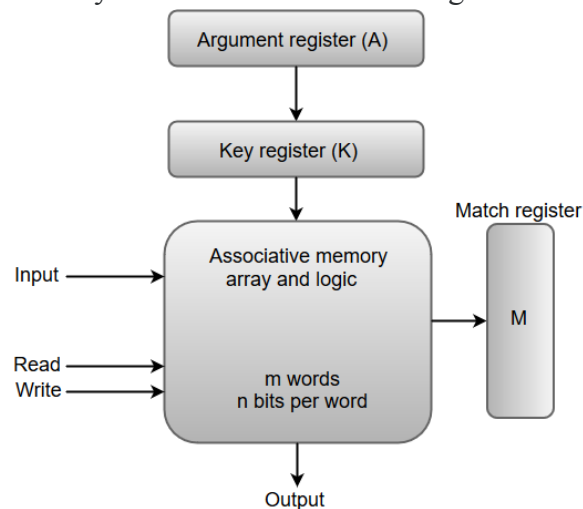 Argument register (A)
Key register (K)
Match register
Associative memory
array and logic
Input
M
Read
Write
m words
n bits per word
Output